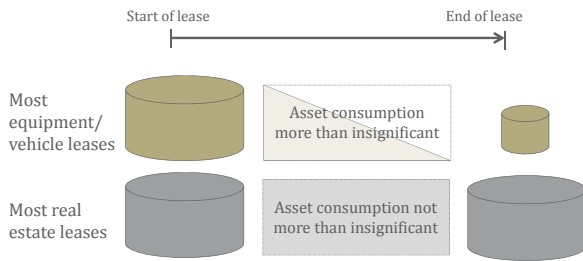 Start of lease
End of lease
Most
equipment/
vehicle leases
Asset consumption
more than insignificant
Most real
estate leases
Asset consumption not
more than insignificant